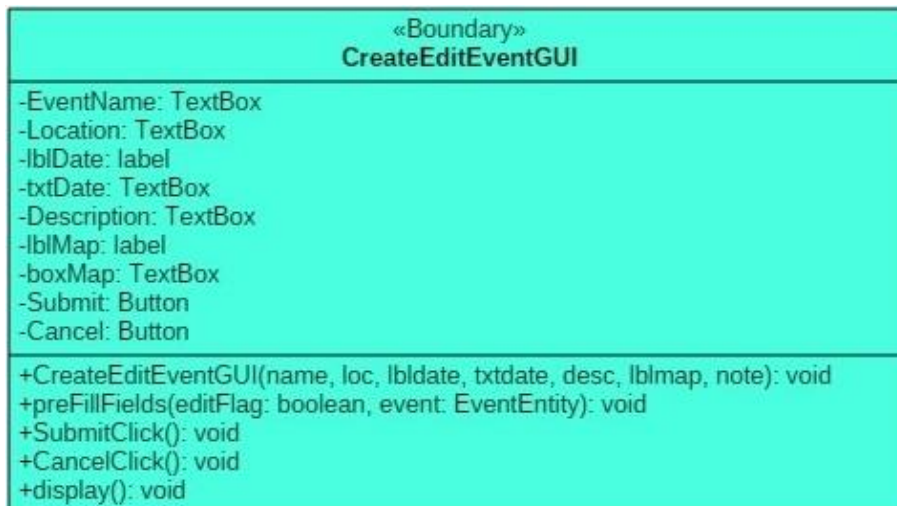 «Boundary»
CreateEditEventGUI
-EventName: TextBox
-Location: TextBox
-lblDate: label
-txtDate: TextBox
-Description: TextBox
-lblMap: label
-boxMap: TextBox
-Submit: Button
-Cancel: Button
+CreateEditEventGUI(name, loc, lbldate, txtdate, desc, lblmap, note): void
+preFillFields(editFlag: boolean, event: EventEntity): void
+SubmitClick(): void
+CancelClick(): void
+display(): void